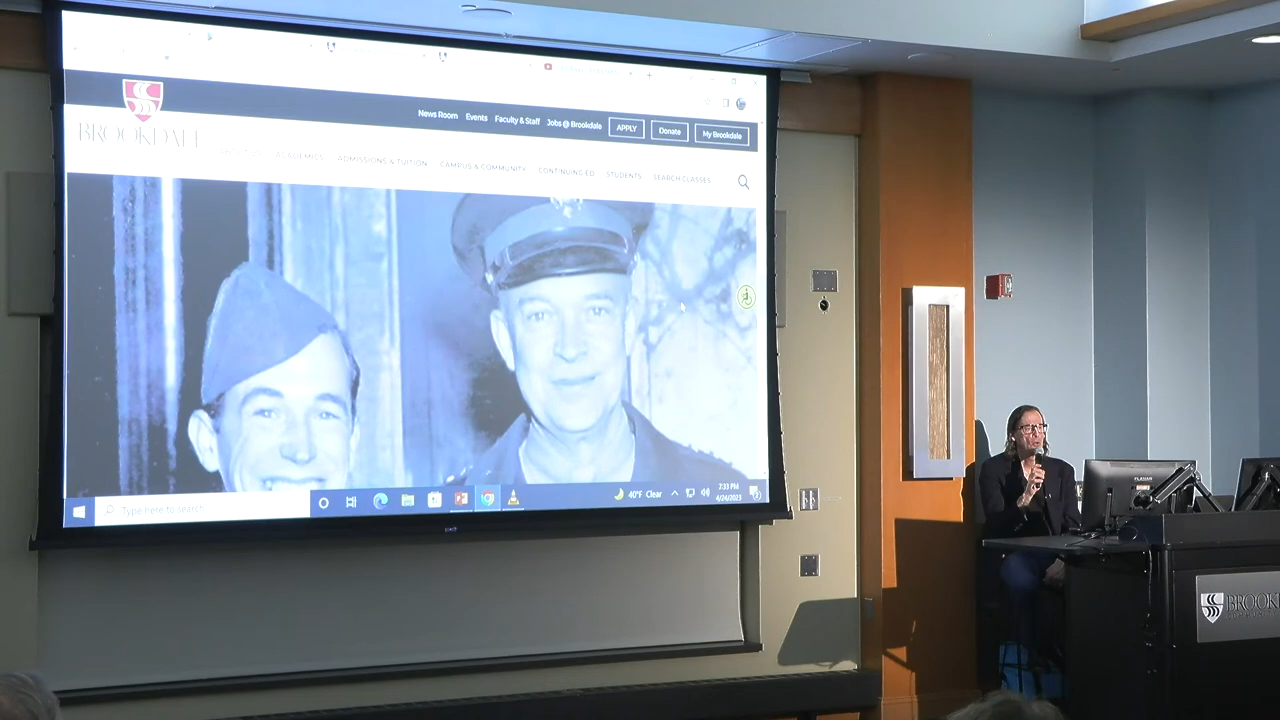 News Room Events Faculty & Staff Jobs @ Brookdale APPLY Donate My Brookdale
BROOKDALE
ACADEMICS ADMISSIONS & TUITION CAMPUS & COMMUNITY CONTINUING ED STUDENTS SEARCH CLASSES
Type here to search
40°F Clear
7:33 PM
4/24/2023
BROOKD